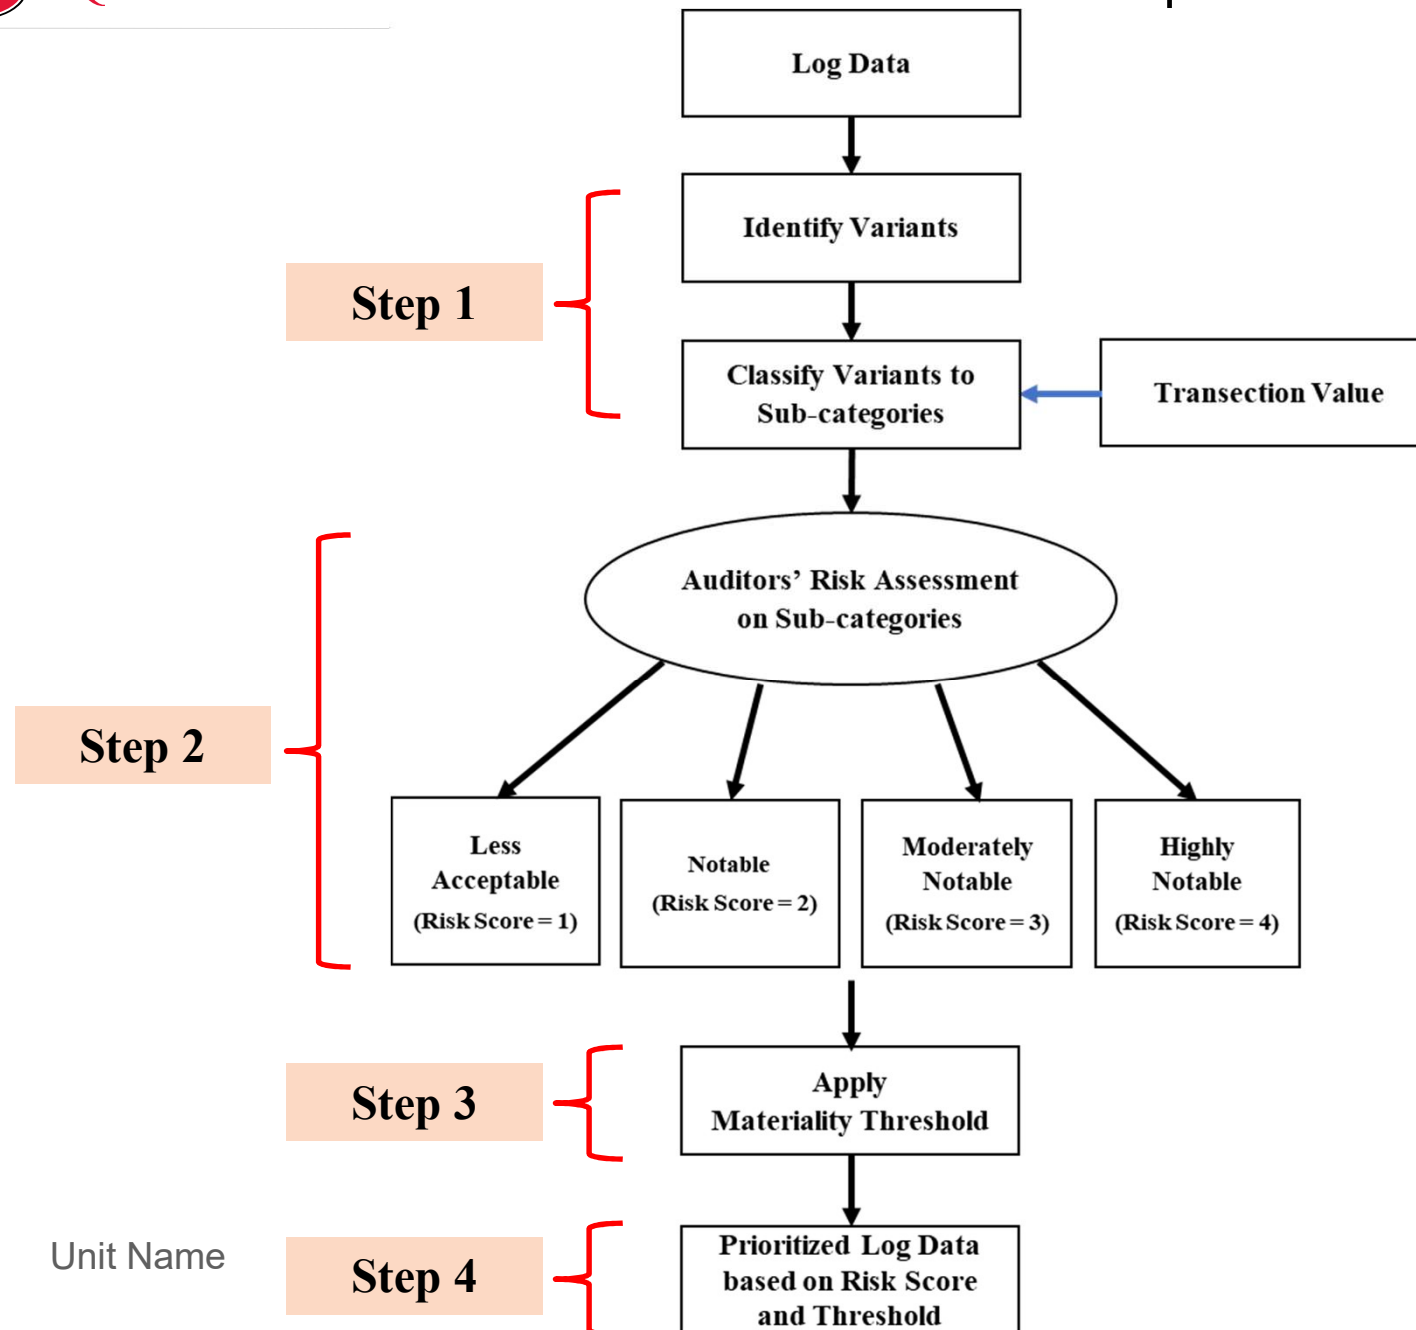 Log Data
Identify Variants
Step 1
Classify Variants to
Sub-categories
Transection Value
Auditors’ Risk Assessment
on Sub-categories
Step 2
Less
Acceptable
(Risk Score = 1)
Notable
(Risk Score = 2)
Moderately
Notable
(Risk Score = 3)
Highly
Notable
(Risk Score = 4)
Step 3
Apply
Materiality Threshold
Unit Name
Step 4
Prioritized Log Data
based on Risk Score
and Threshold